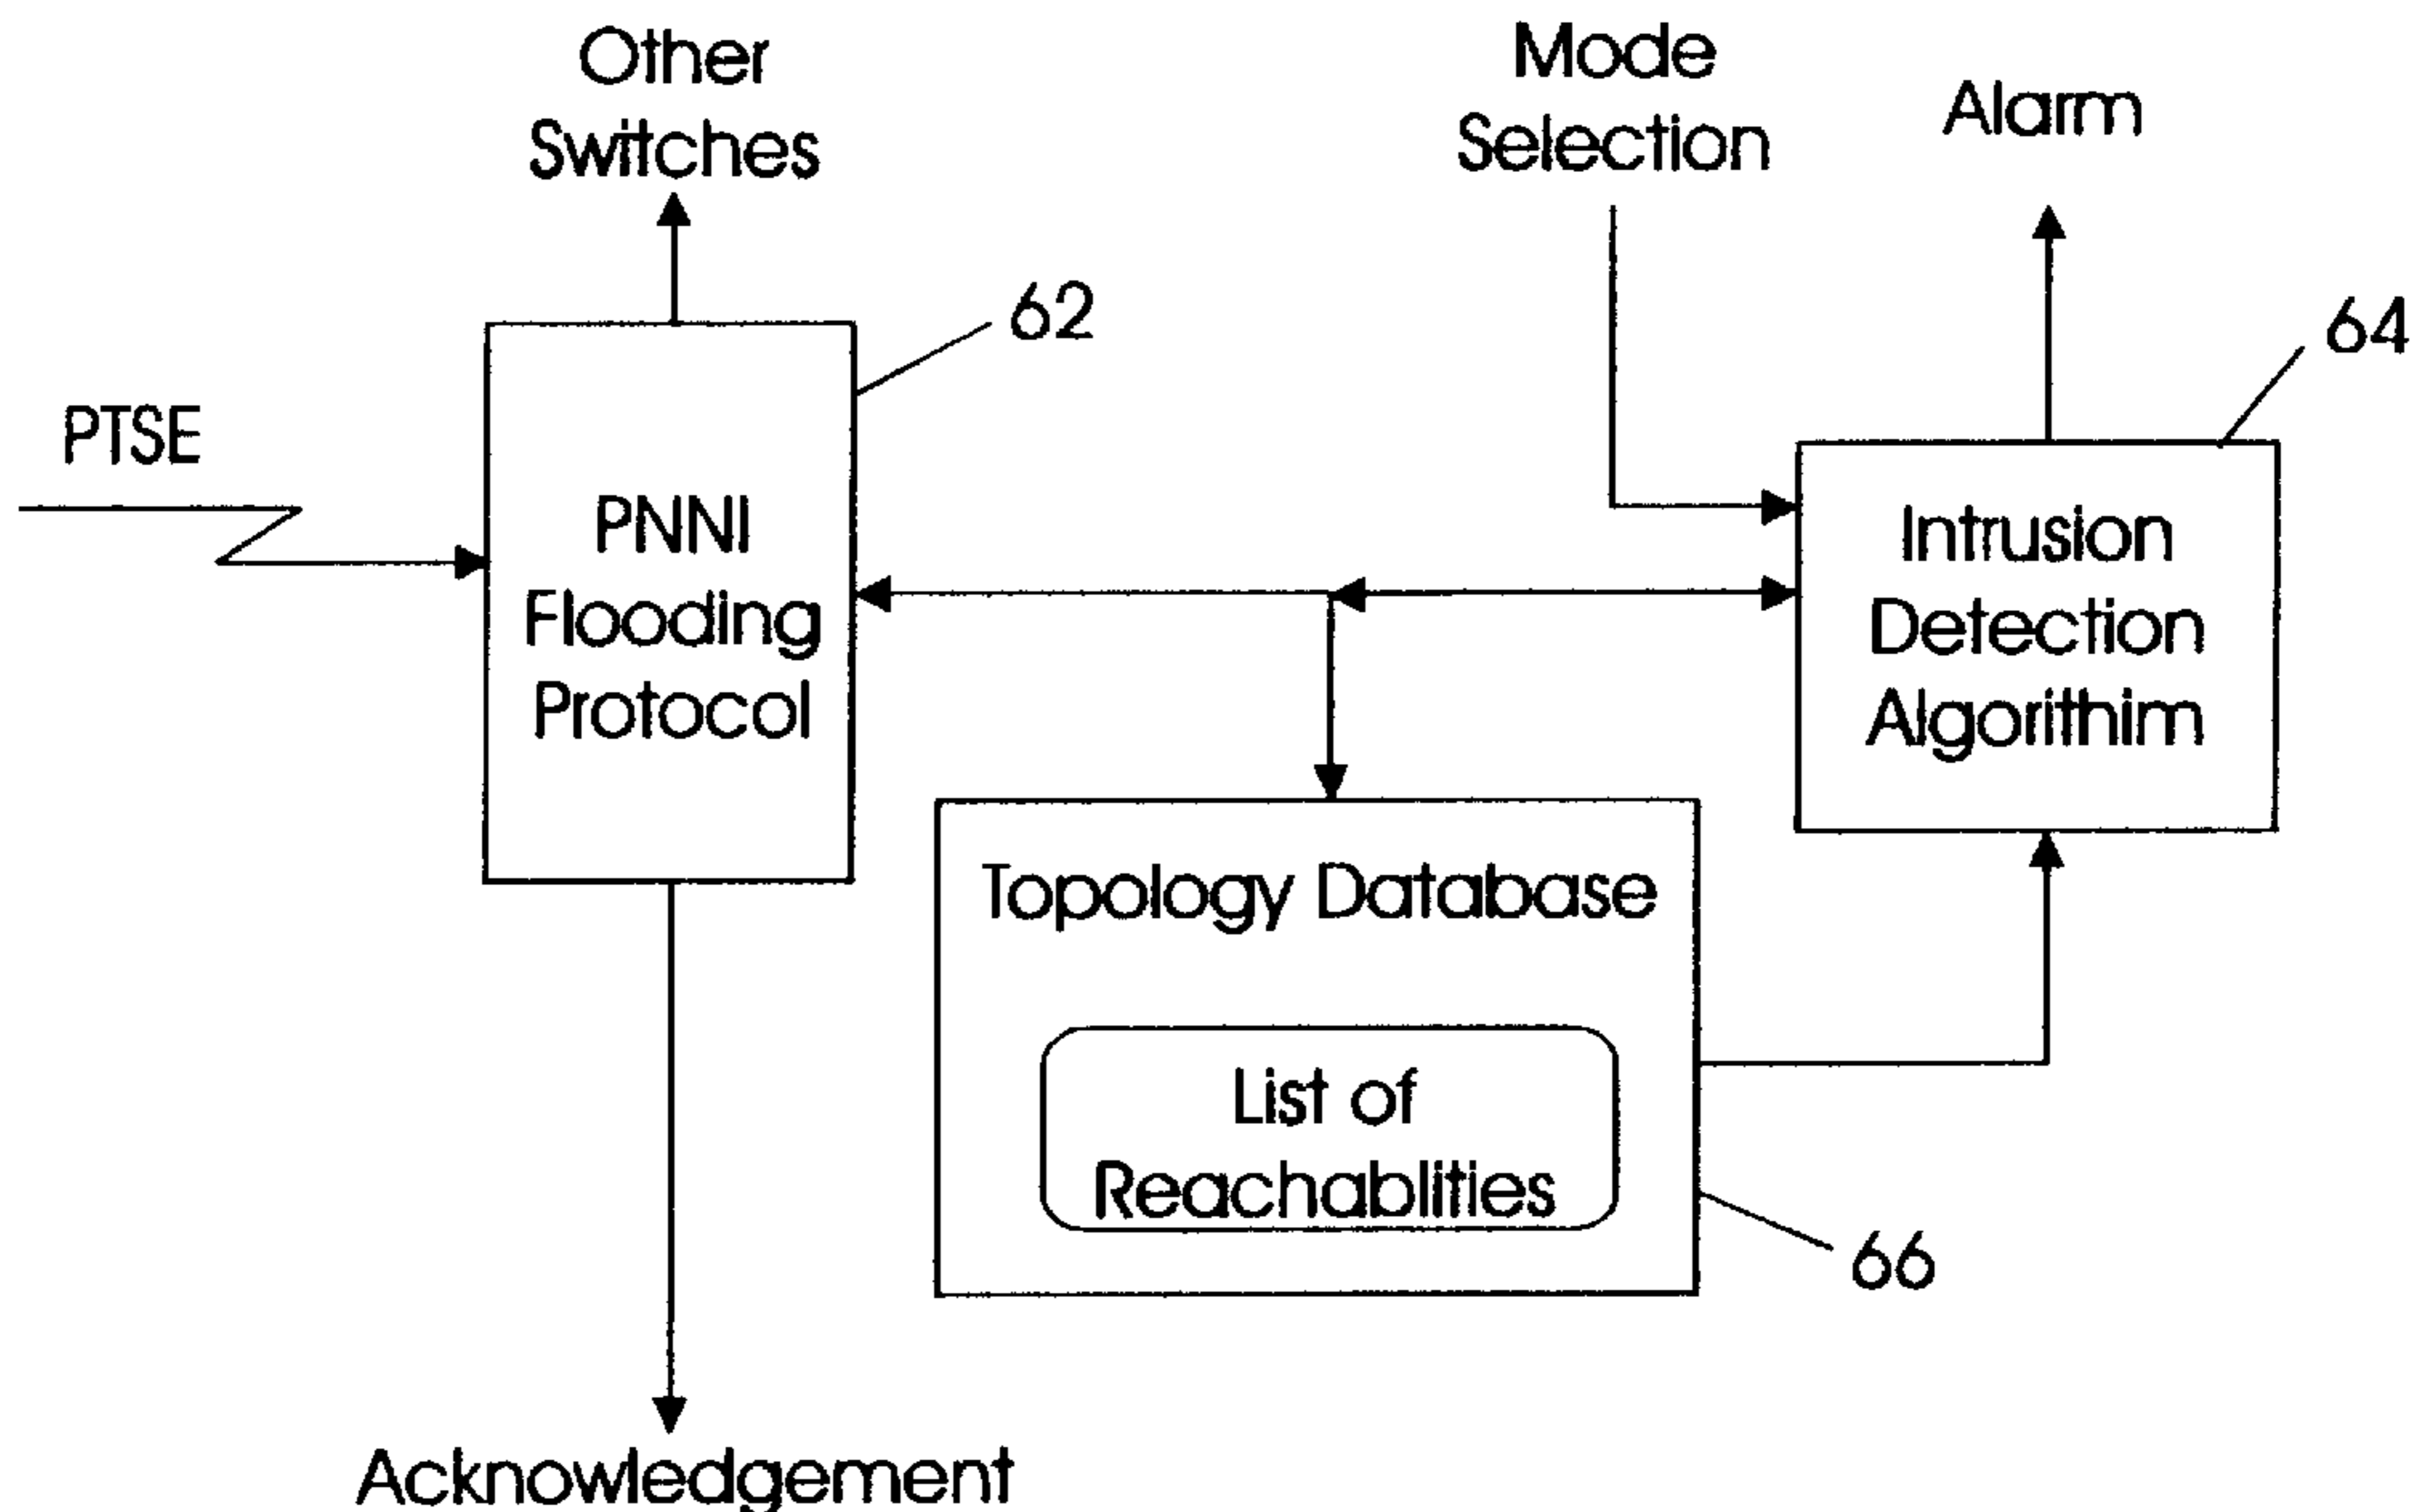 Other
Switches
Mode
Selection
Alarm
62
64
PTSE
PNNI
Flooding
Protocol
Intrusion
Detection
Algorithim
Topology Database
List of
Reachablities
66
Acknowledgement